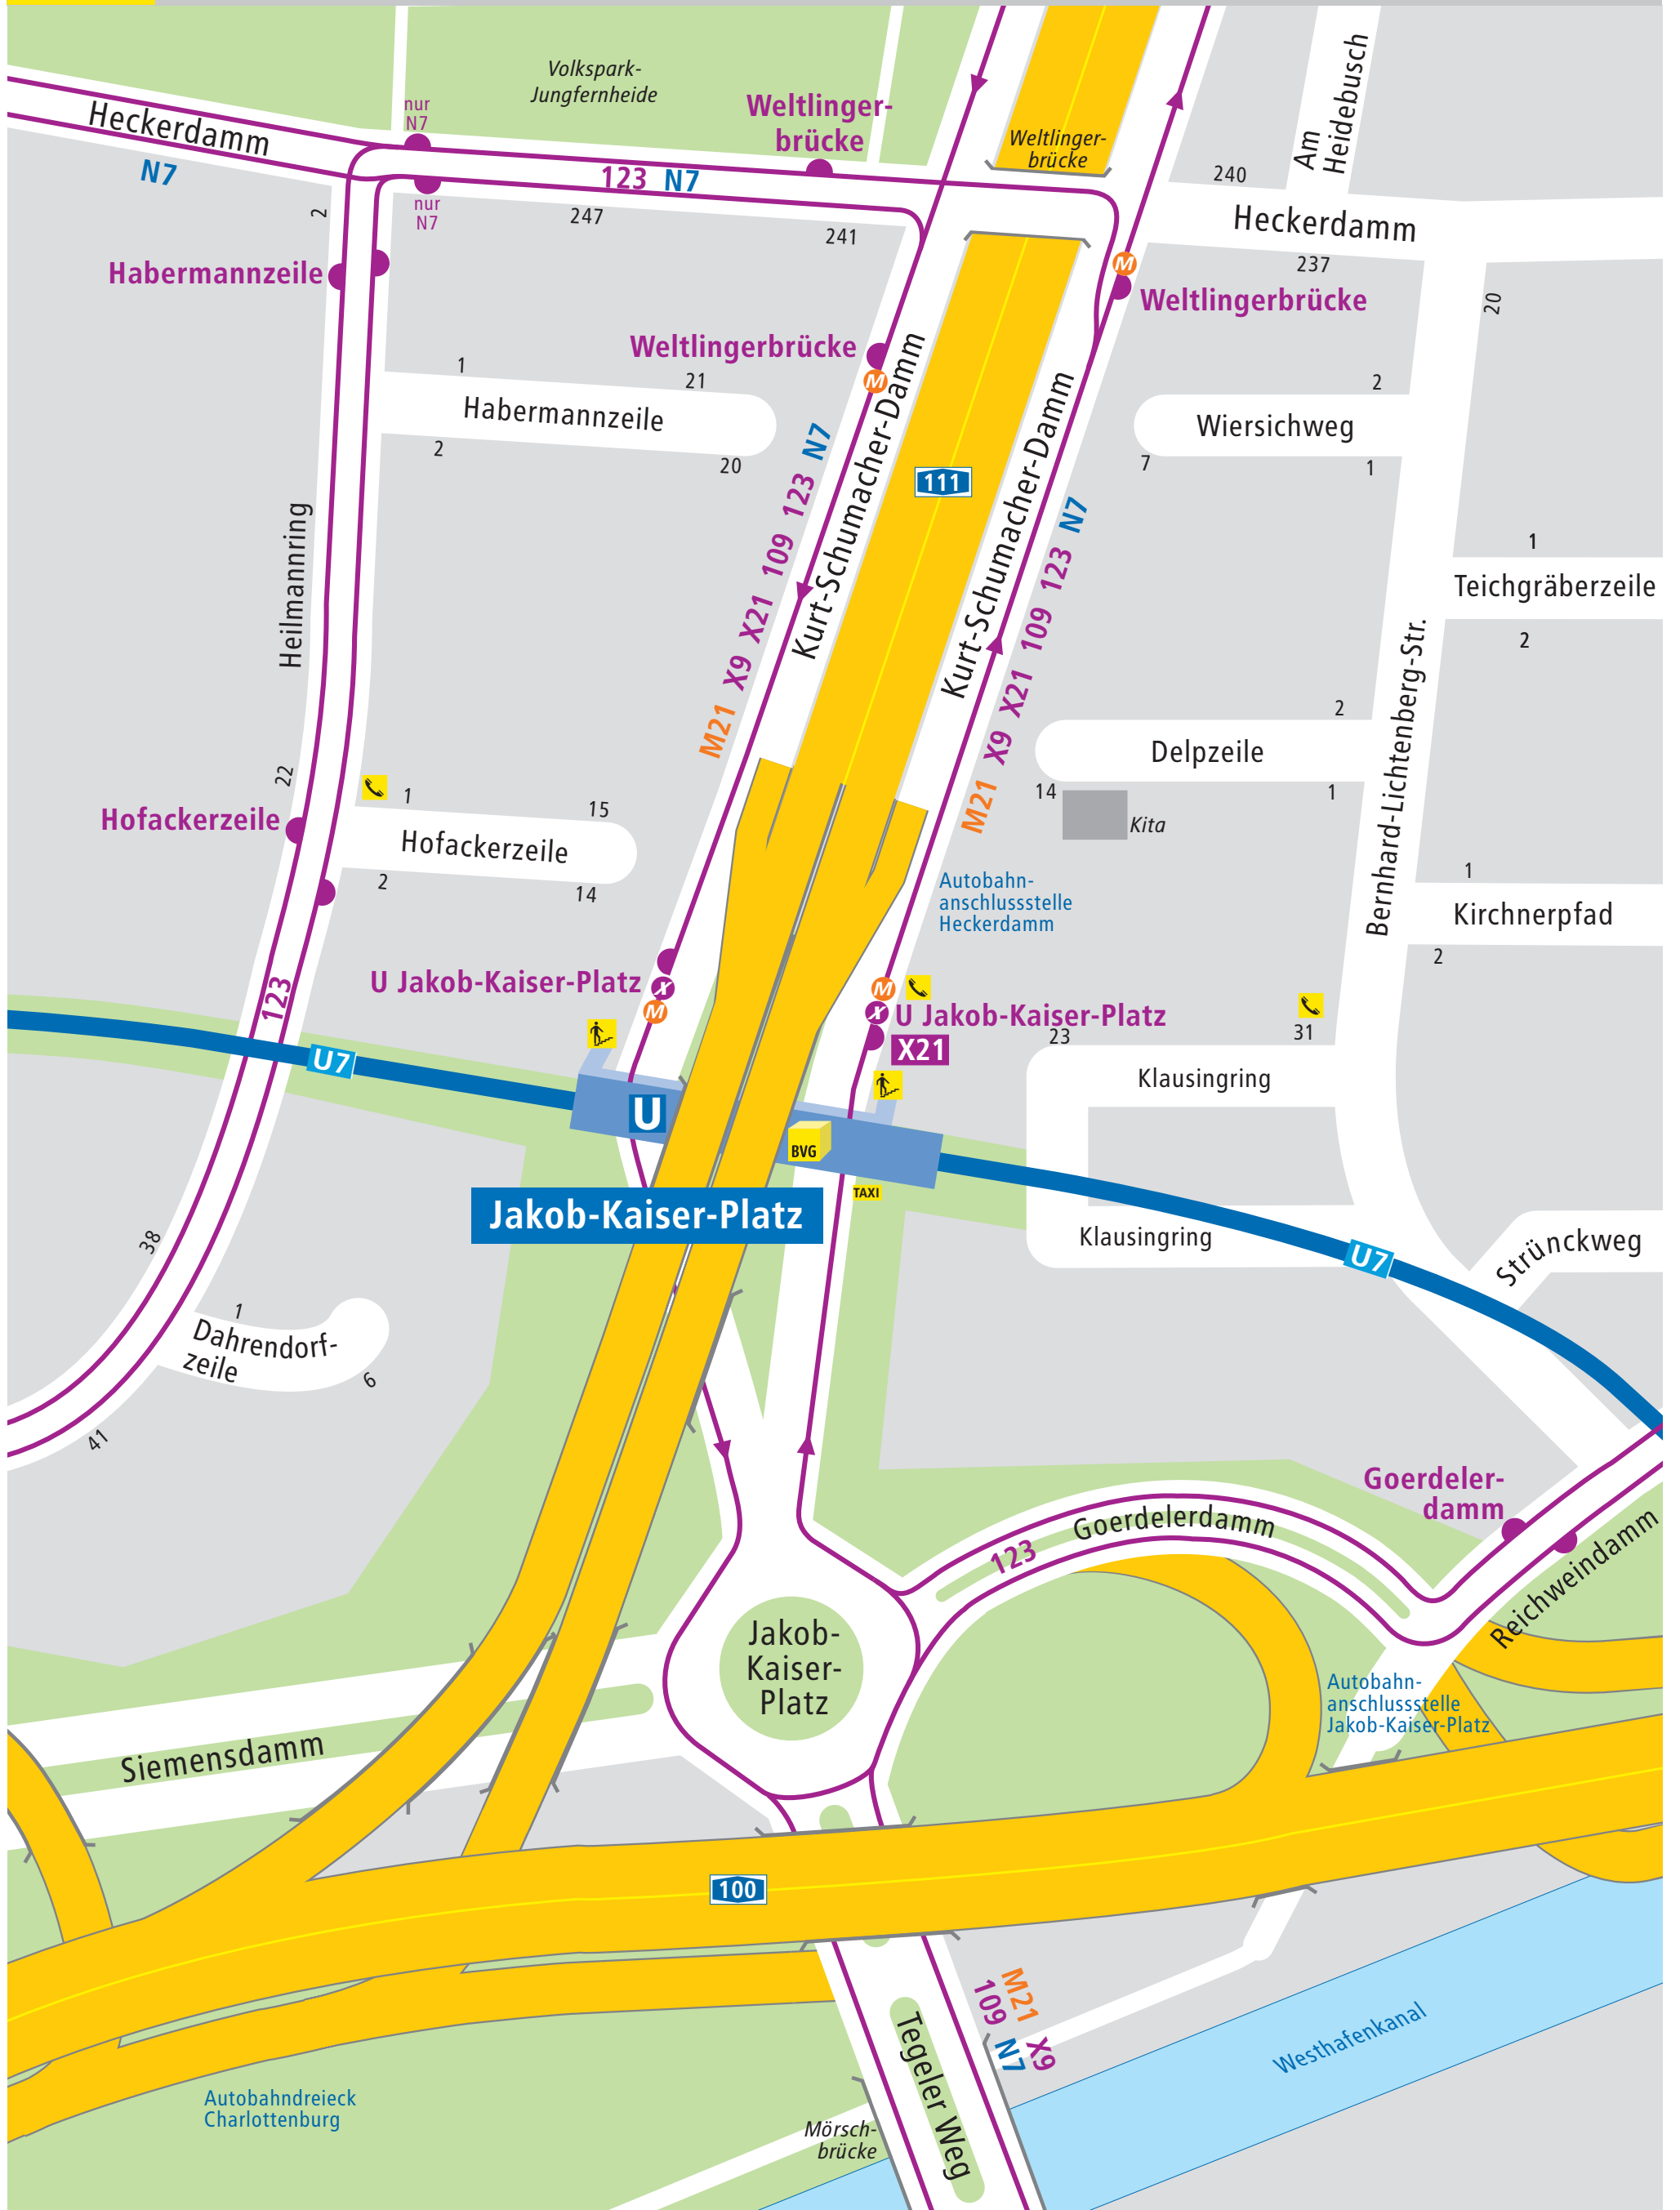 Volkspark-
Jungfernheide
Weltlinger-
brücke
Weltlinger-
brücke
Am
Heidebusch
nur
N7
Heckerdamm
N7
123 N7
nur
N7
2
247
241
240
Heckerdamm
237
20
Habermannzeile
Weltlingerbrücke
M
Weltlingerbrücke
M
1
21
Habermannzeile
2
20
2
Wiersichweg
7
1
111
Kurt-Schumacher-Damm
Kurt-Schumacher-Damm
M21 X9 X21 109 123 N7
M21 X9 X21 109 123 N7
Heilmannring
1
Teichgräberzeile
2
Bernhard-Lichtenberg-Str.
2
Delpzeile
14
1
Kita
22
1
15
Hofackerzeile
Hofackerzeile
2
14
Autobahn-
anschlussstelle
Heckerdamm
1
Kirchnerpfad
2
123
U Jakob-Kaiser-Platz
X
M
M
X
U Jakob-Kaiser-Platz
X21
23
31
Klausingring
U7
U
BVG
TAXI
Jakob-Kaiser-Platz
Klausingring
U7
Strünckweg
38
1
Dahrendorf-
zeile
6
41
Goerdeler-
damm
Goerdelerdamm
123
Reichweindamm
Jakob-
Kaiser-
Platz
Autobahn-
anschlussstelle
Jakob-Kaiser-Platz
Siemensdamm
100
M21
109
X9
N7
Tegeler Weg
Westhafenkanal
Autobahndreieck
Charlottenburg
Mörsch-
brücke